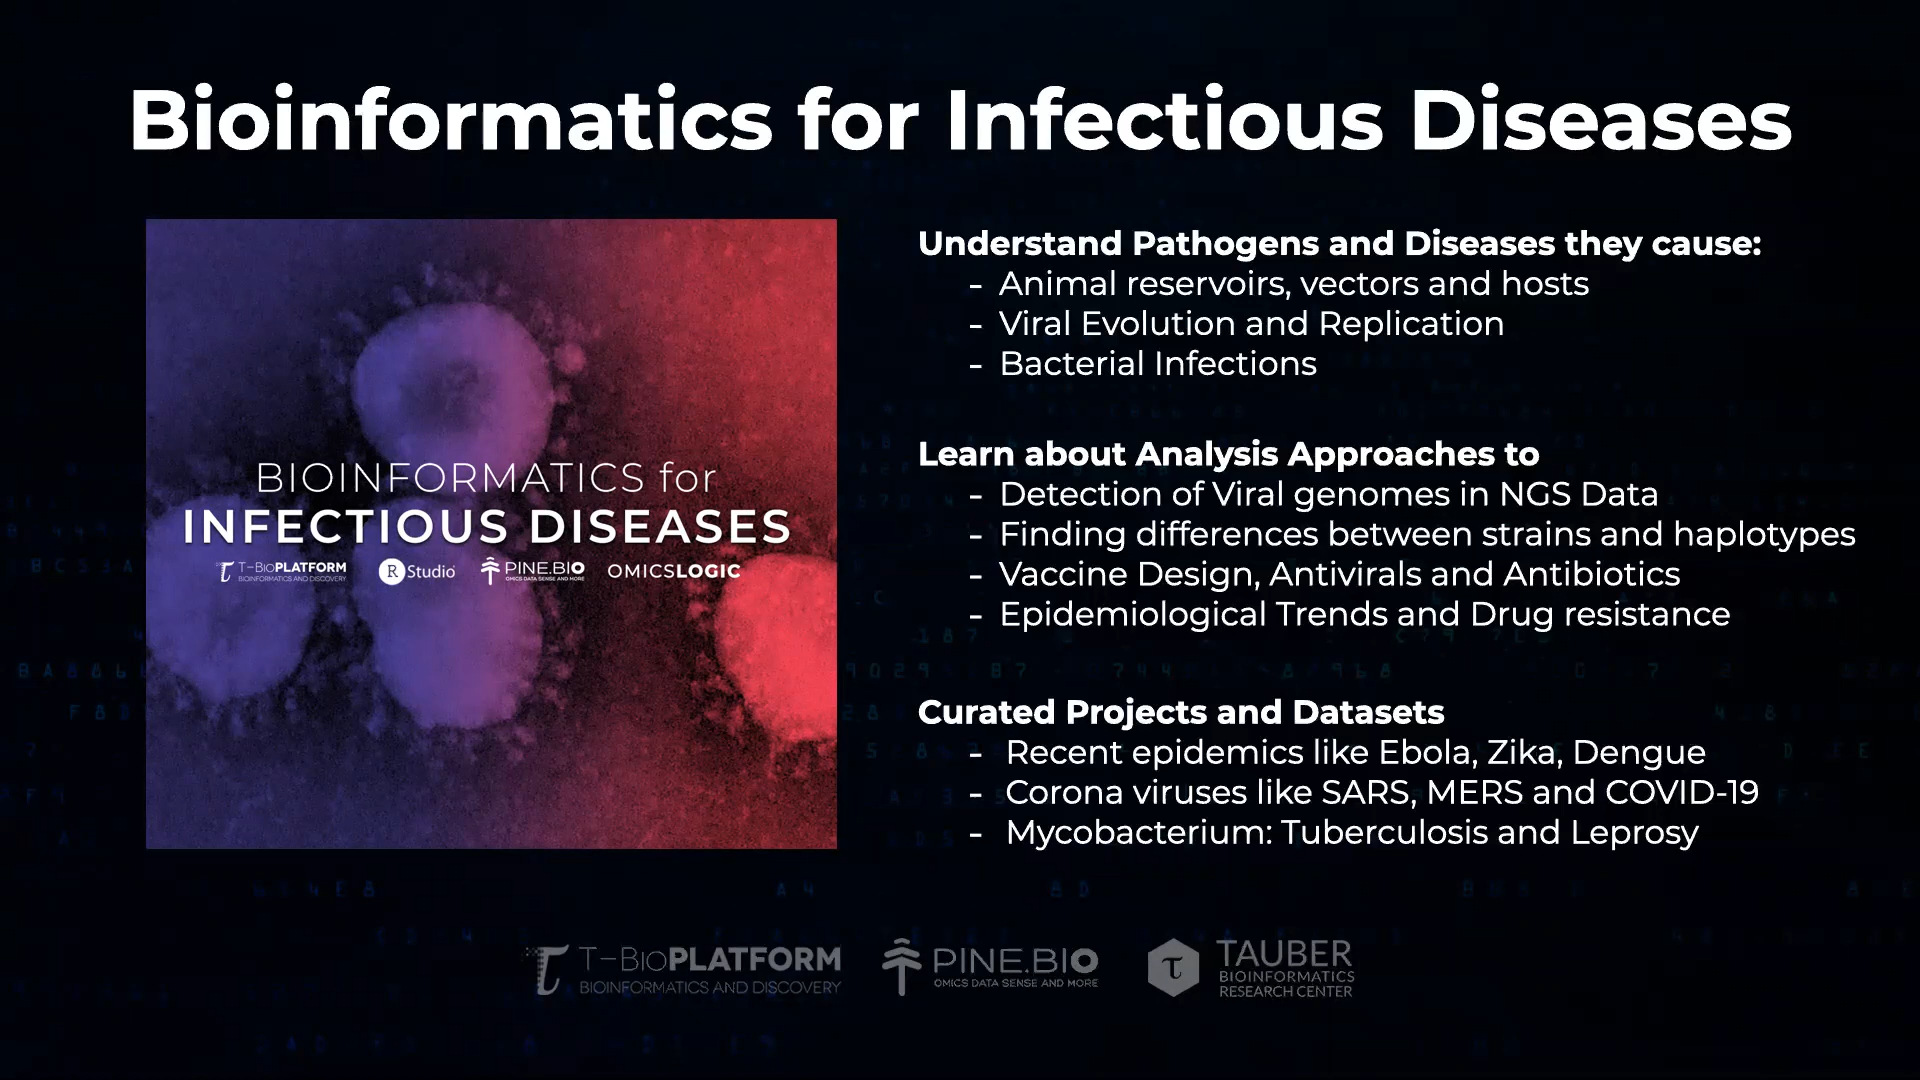 Bioinformatics for Infectious Diseases
BIOINFORMATICS for
INFECTIOUS DISEASES
T-BioPLATFORM
BIOINFORMATICS AND DISCOVERY
R Studio
PINE.BIO
OMICS DATA SENSE AND MORE
OMICSLOGIC
Understand Pathogens and Diseases they cause:
- Animal reservoirs, vectors and hosts
- Viral Evolution and Replication
- Bacterial Infections
Learn about Analysis Approaches to
- Detection of Viral genomes in NGS Data
- Finding differences between strains and haplotypes
- Vaccine Design, Antivirals and Antibiotics
- Epidemiological Trends and Drug resistance
Curated Projects and Datasets
- Recent epidemics like Ebola, Zika, Dengue
- Corona viruses like SARS, MERS and COVID-19
- Mycobacterium: Tuberculosis and Leprosy
T-BioPLATFORM
BIOINFORMATICS AND DISCOVERY
PINE.BIO
OMICS DATA SENSE AND MORE
TAUBER
BIOINFORMATICS
RESEARCH CENTER